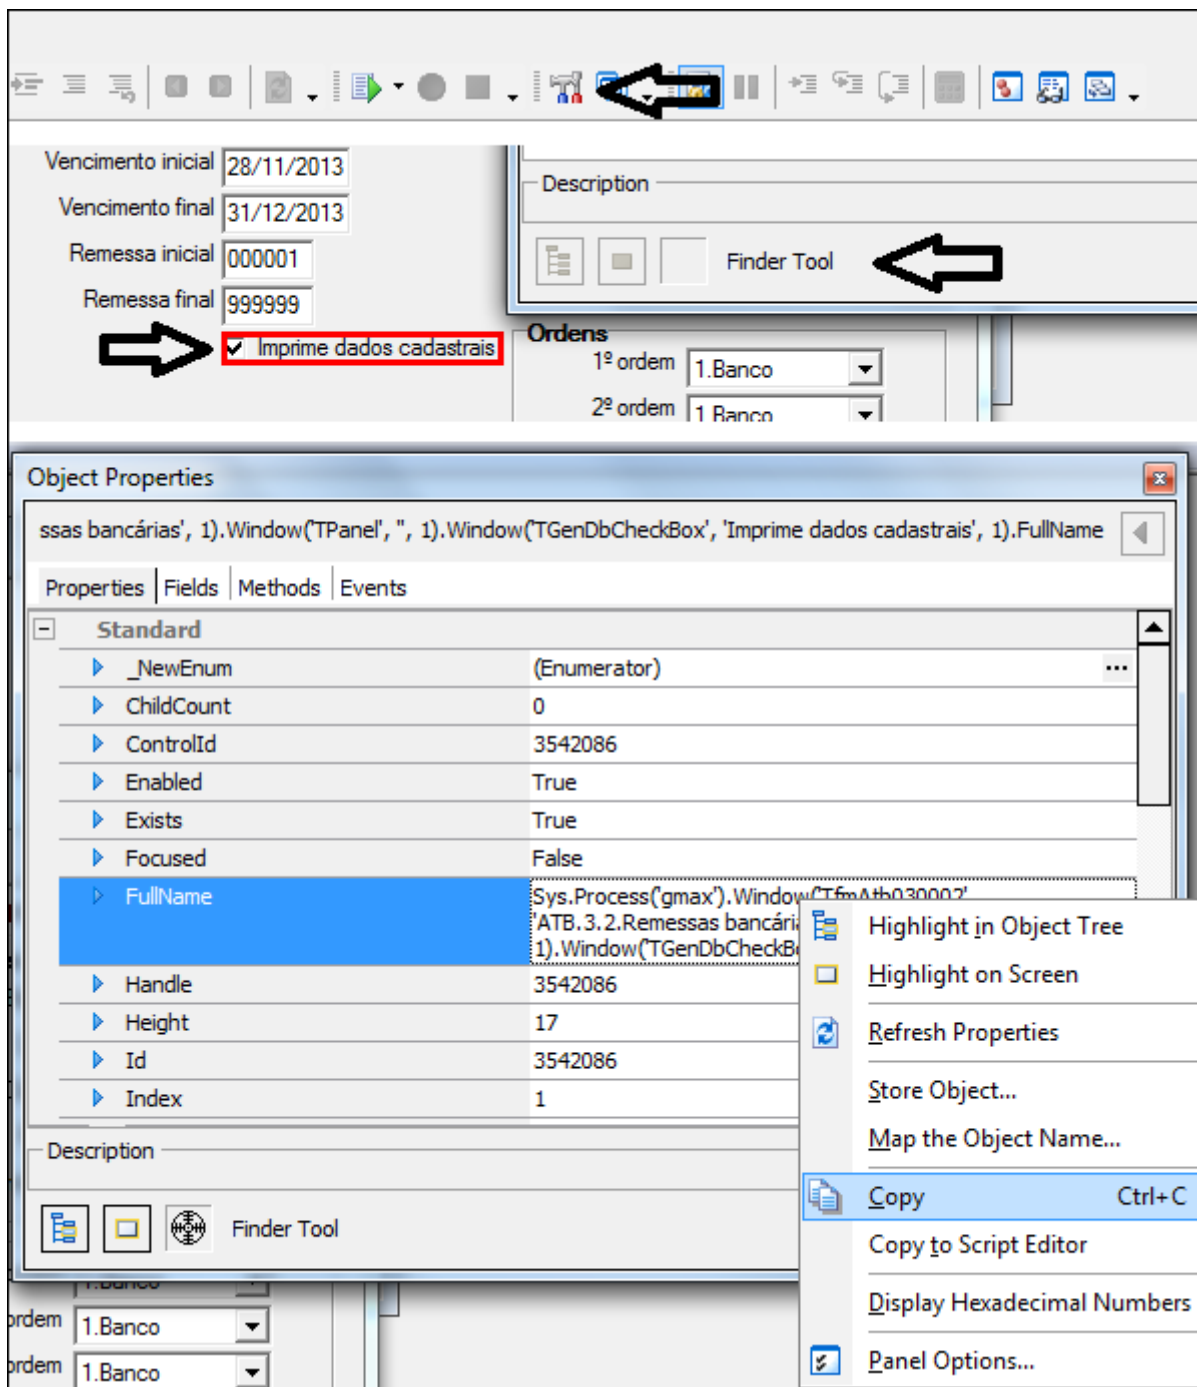 Vencimento inicial 28/11/2013
Vencimento final 31/12/2013
Remessa inicial 000001
Remessa final 999999
Imprime dados cadastrais
Description
Finder Tool
Ordens
1º ordem 1.Banco
2º ordem 1.Banco
Object Properties
ssas bancárias', 1).Window('TPanel', '', 1).Window('TGenDbCheckBox', 'Imprime dados cadastrais', 1).FullName
Properties Fields Methods Events
Standard
_NewEnum (Enumerator)
ChildCount 0
ControlId 3542086
Enabled True
Exists True
Focused False
FullName Sys.Process('gmax').Window('TfmAtb030002',
'ATB.3.2.Remessas bancári
1).Window('TGenDbCheckB
Handle 3542086
Height 17
Id 3542086
Index 1
Description
Finder Tool
Highlight in Object Tree
Highlight on Screen
Refresh Properties
Store Object...
Map the Object Name...
Copy Ctrl+C
Copy to Script Editor
Display Hexadecimal Numbers
Panel Options...
1.Banco
ordem 1.Banco
ordem 1.Banco